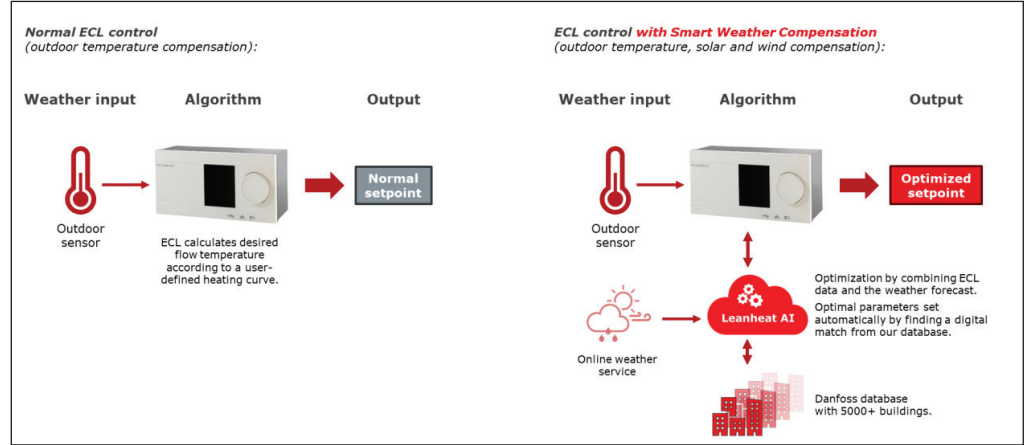 Normal ECL control
(outdoor temperature compensation):
Weather input
Algorithm
Output
Outdoor
sensor
ECL calculates desired
flow temperature
according to a user-
defined heating curve.
Normal
setpoint
ECL control with Smart Weather Compensation
(outdoor temperature, solar and wind compensation):
Weather input
Algorithm
Output
Outdoor
sensor
Optimized
setpoint
Online weather
service
Leanheat AI
Optimization by combining ECL
data and the weather forecast.
Optimal parameters set
automatically by finding a digital
match from our database.
Danfoss database
with 5000+ buildings.